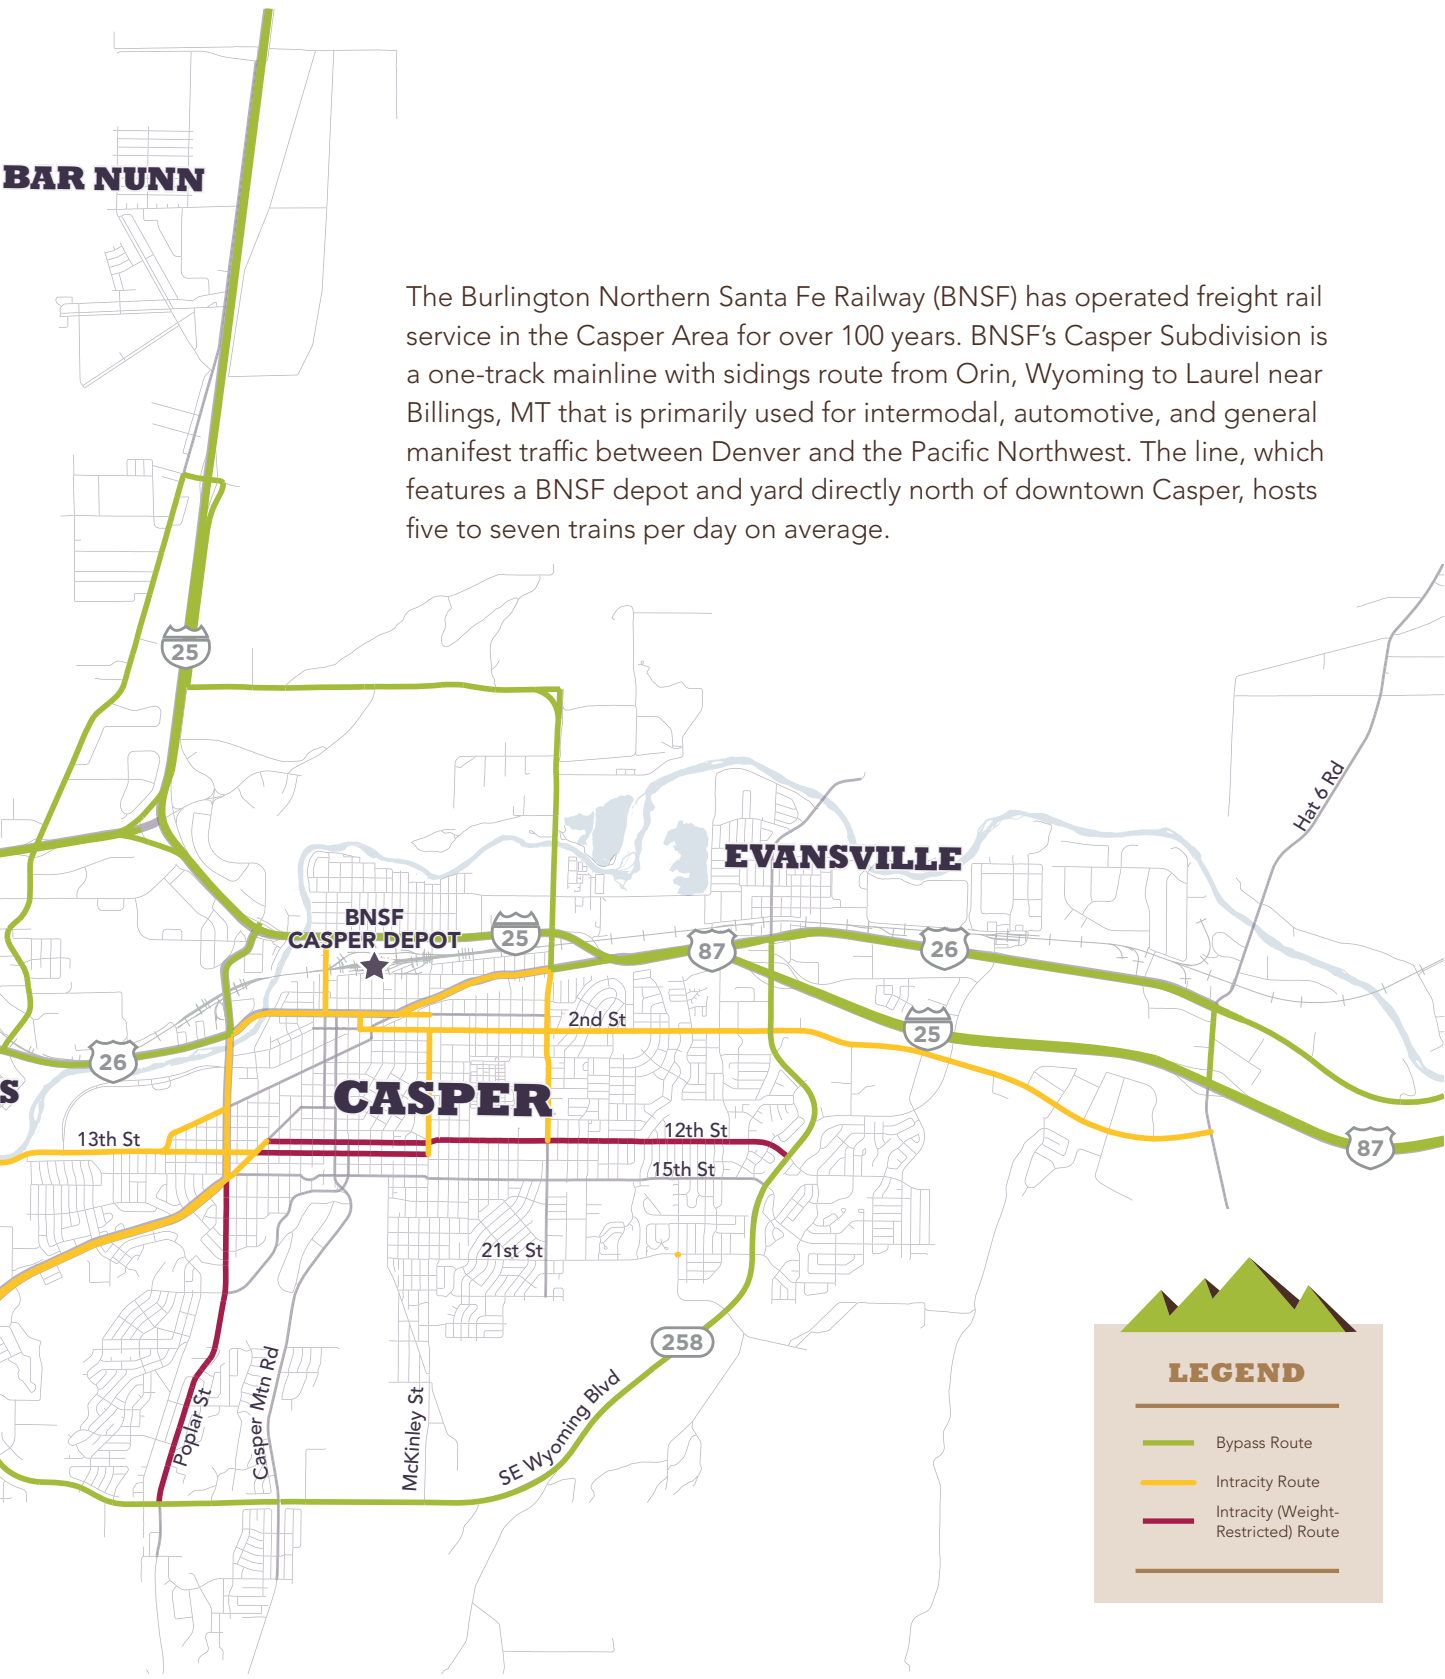 BAR NUNN
The Burlington Northern Santa Fe Railway (BNSF) has operated freight rail
service in the Casper Area for over 100 years. BNSF’s Casper Subdivision is
a one-track mainline with sidings route from Orin, Wyoming to Laurel near
Billings, MT that is primarily used for intermodal, automotive, and general
manifest traffic between Denver and the Pacific Northwest. The line, which
features a BNSF depot and yard directly north of downtown Casper, hosts
five to seven trains per day on average.
25
Hat 6 Rd
EVANSVILLE
BNSF
CASPER DEPOT
25
87
26
2nd St
25
26
S
CASPER
13th St
12th St
87
15th St
21st St
258
Poplar St
Casper Mtn Rd
McKinley St
SE Wyoming Blvd
LEGEND
Bypass Route
Intracity Route
Intracity (Weight-
Restricted) Route